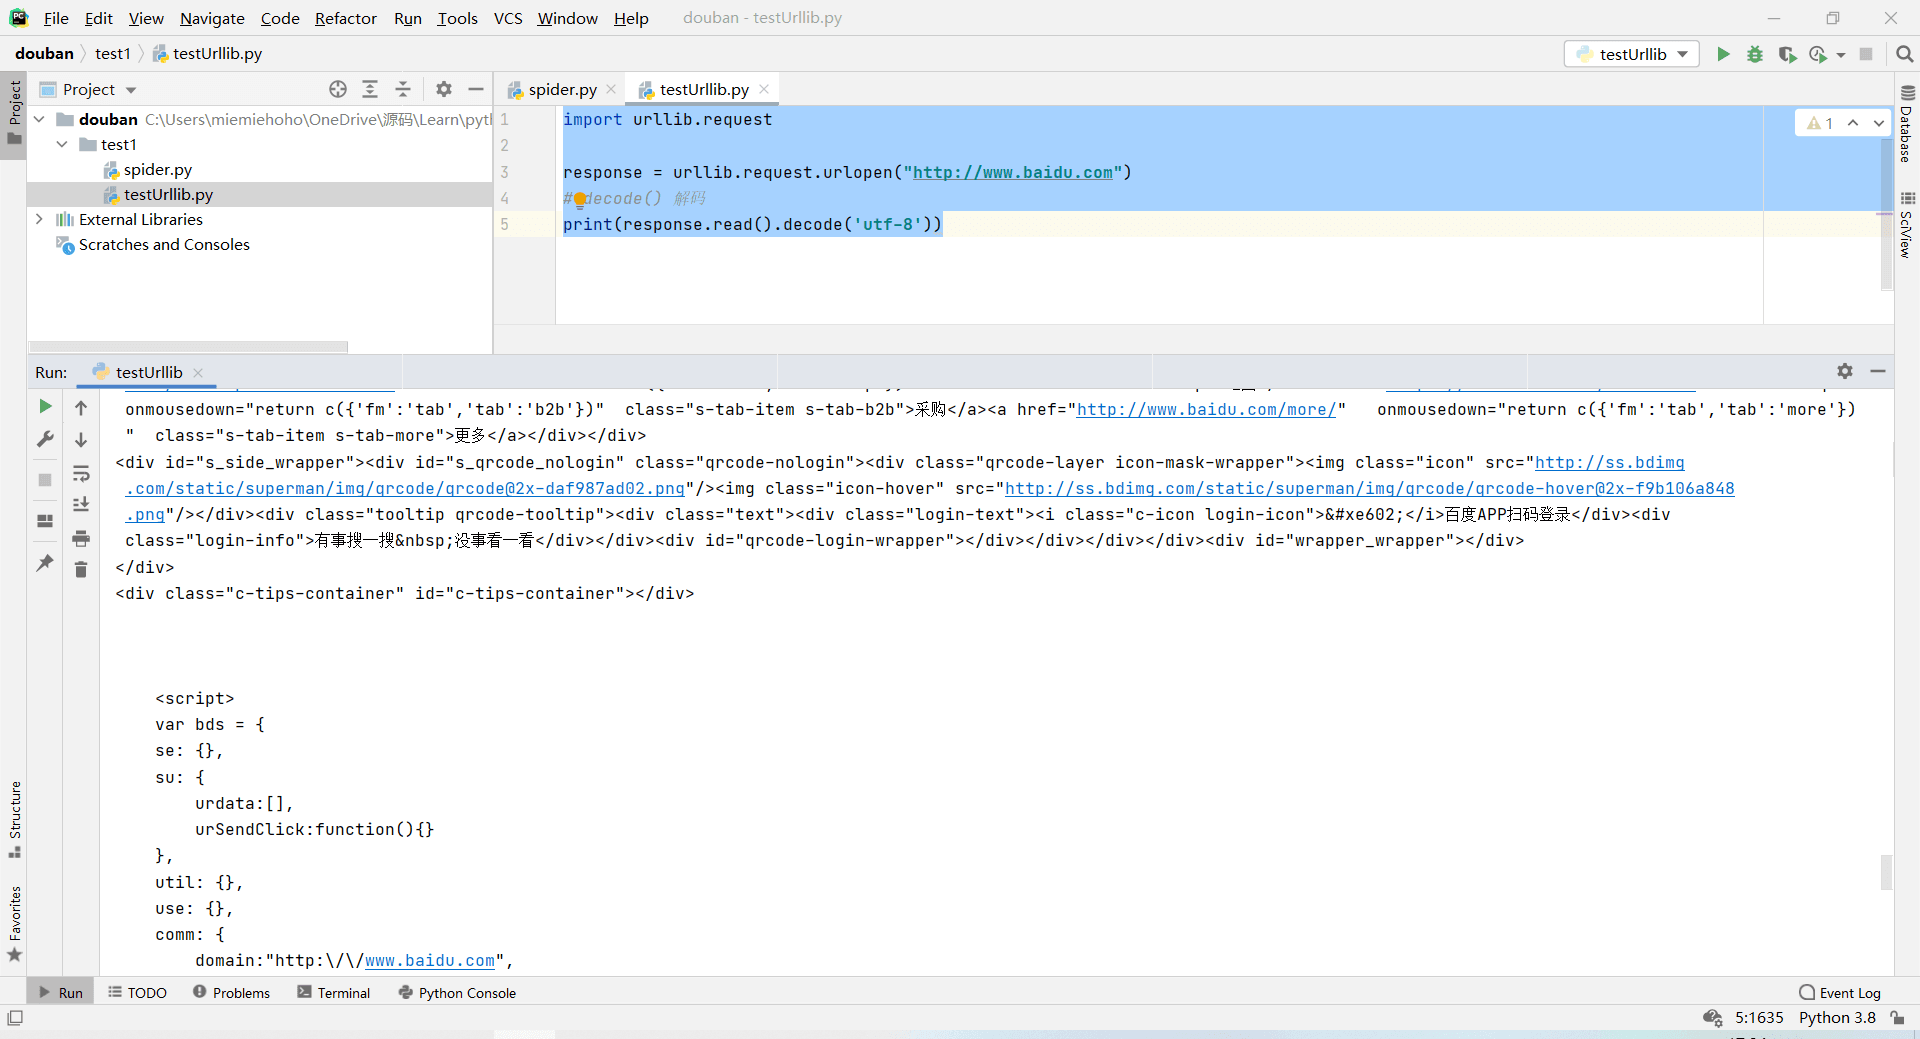 File Edit View Navigate Code Refactor Run Tools VCS Window Help douban - testUrllib.py
douban test1 testUrllib.py
testUrllib
Project
Project
douban C:\Users\miemiehoho\OneDrive\源码\Learn\pyt
test1
spider.py
testUrllib.py
External Libraries
Scratches and Consoles
spider.py testUrllib.py
1 import urllib.request
2
3 response = urllib.request.urlopen("http://www.baidu.com")
4 # decode() 解码
5 print(response.read().decode('utf-8'))
1
Database
SciView
Run: testUrllib
onmousedown="return c({'fm':'tab','tab':'b2b'})"  class="s-tab-item s-tab-b2b">采购</a><a href="http://www.baidu.com/more/"   onmousedown="return c({'fm':'tab','tab':'more'})
"  class="s-tab-item s-tab-more">更多</a></div></div>
<div id="s_side_wrapper"><div id="s_qrcode_nologin" class="qrcode-nologin"><div class="qrcode-layer icon-mask-wrapper"><img class="icon" src="http://ss.bdimg
.com/static/superman/img/qrcode/qrcode@2x-daf987ad02.png"/><img class="icon-hover" src="http://ss.bdimg.com/static/superman/img/qrcode/qrcode-hover@2x-f9b106a848
.png"/></div><div class="tooltip qrcode-tooltip"><div class="text"><div class="login-text"><i class="c-icon login-icon">&#xe602;</i>百度APP扫码登录</div><div
class="login-info">有事搜一搜&nbsp;没事看一看</div></div><div id="qrcode-login-wrapper"></div></div></div></div><div id="wrapper_wrapper"></div>
</div>
<div class="c-tips-container" id="c-tips-container"></div>
<script>
var bds = {
se: {},
su: {
urdata:[],
urSendClick:function(){}
},
util: {},
use: {},
comm: {
domain:"http:\/\/www.baidu.com",
Structure
Favorites
Run TODO Problems Terminal Python Console Event Log
5:1635 Python 3.8